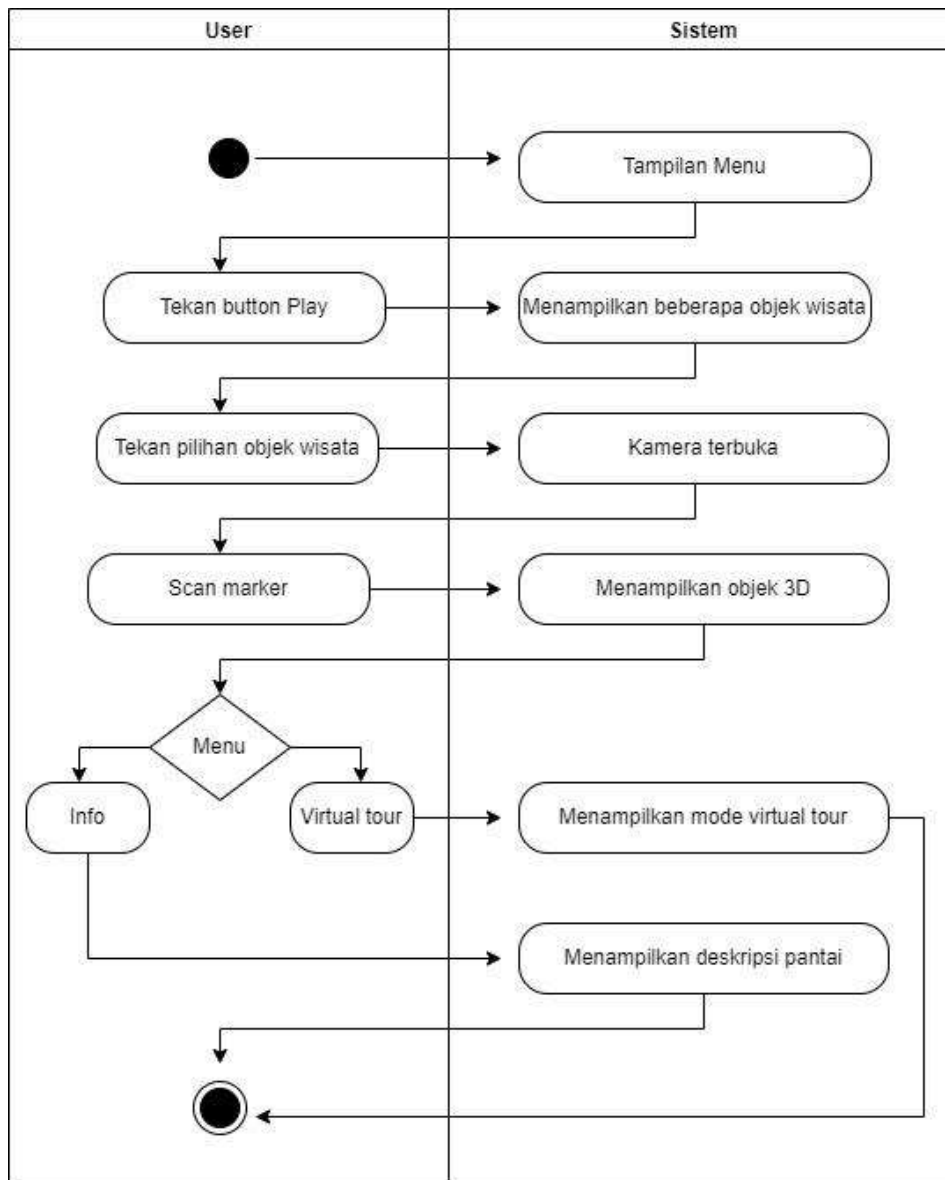 User
Sistem
Tampilan Menu
Tekan button Play
Menampilkan beberapa objek wisata
Tekan pilihan objek wisata
Kamera terbuka
Scan marker
Menampilkan objek 3D
Menu
Info
Virtual tour
Menampilkan mode virtual tour
Menampilkan deskripsi pantai